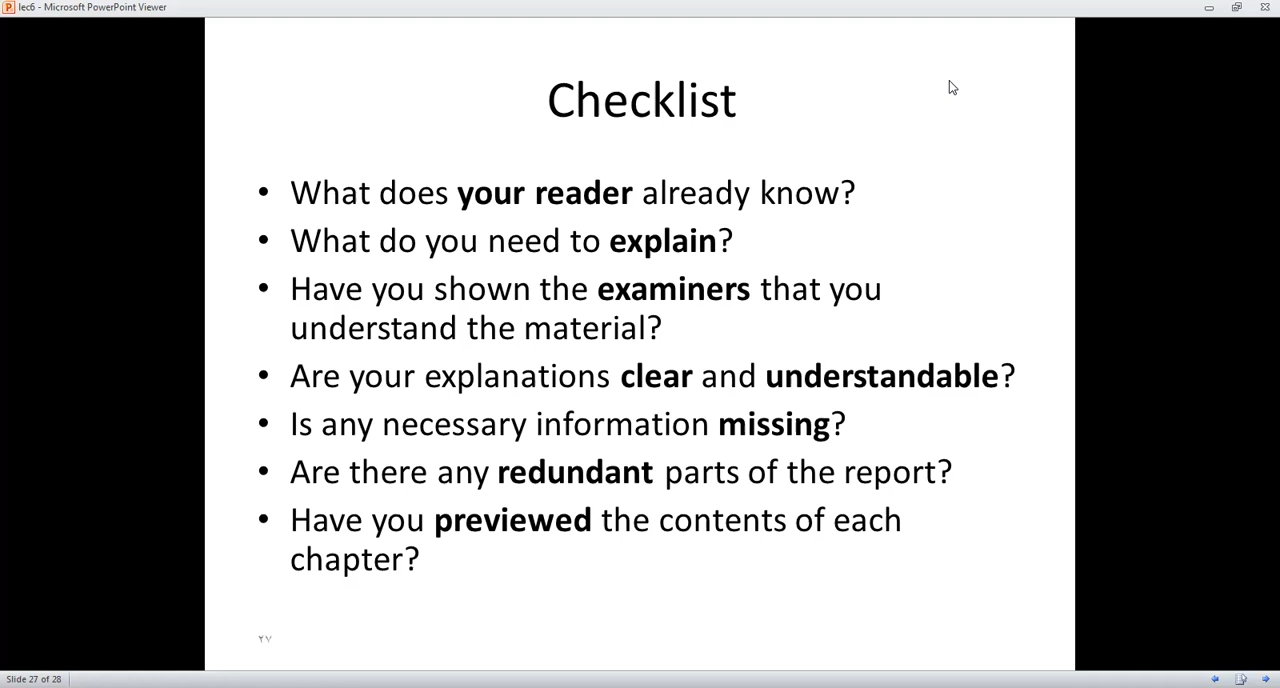 lec6 - Microsoft PowerPoint Viewer
Checklist
• What does your reader already know?
• What do you need to explain?
• Have you shown the examiners that you
understand the material?
• Are your explanations clear and understandable?
• Is any necessary information missing?
• Are there any redundant parts of the report?
• Have you previewed the contents of each
chapter?
٢٧
Slide 27 of 28